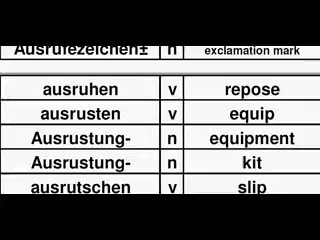 Ausrufezeichen± n exclamation mark
ausruhen v repose
ausrusten v equip
Ausrustung- n equipment
Ausrustung- n kit
ausrutschen v slip